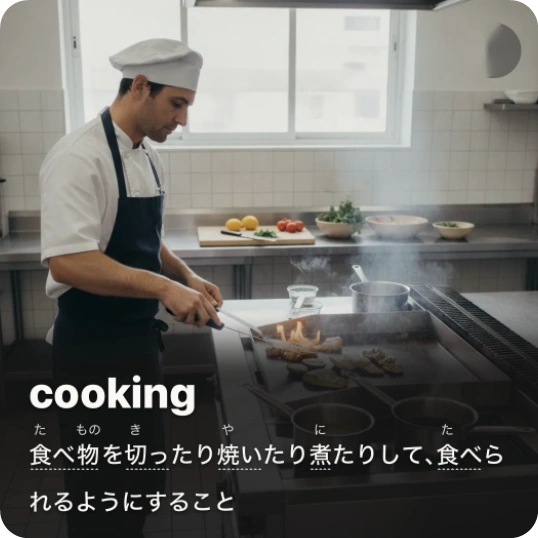 cooking
た もの き や に た
食べ物を切ったり焼いたり煮たりして、食べら
れるようにすること